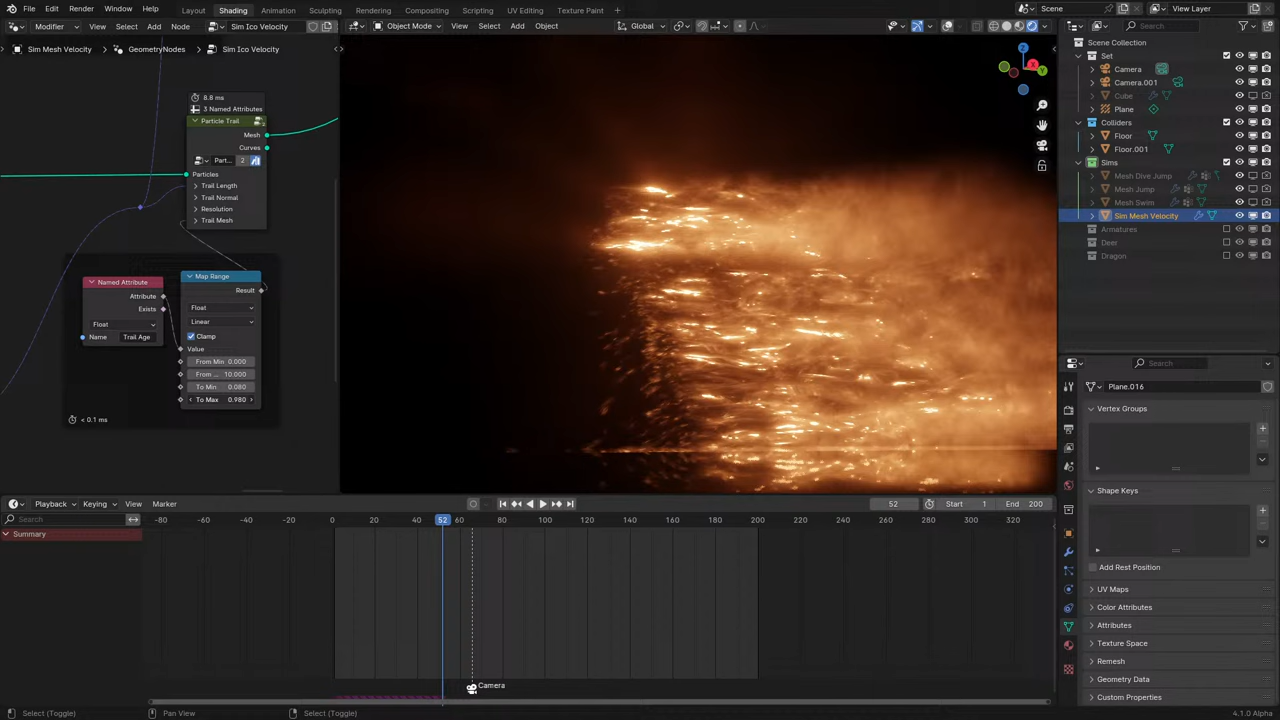 File Edit Render Window Help Layout Shading Animation Rendering Compositing Scripting UV Editing Texture Paint + Scene View Layer
Modifier View Select Add Node Sim Ico Velocity
Object Mode View Select Add Object Global
Search
Sim Mesh Velocity > GeometryNodes > Sim Ico Velocity
8.8 ms
3 Named Attributes
Particle Trail
Mesh
Curves
Part... 2
Particles
Trail Length
Trail Normal
Resolution
Trail Mesh
Named Attribute
Attribute
Exists
Float
Name Trail Age
Map Range
Result
Float
Linear
Clamp
Value
From Min 0.000
From ... 10.000
To Min 0.080
To Max 0.980
< 0.1 ms
Z
X
Y
Scene Collection
Set
Camera
Camera.001
Cube
Plane
Colliders
Floor
Floor.001
Sims
Mesh Dive Jump
Mesh Jump
Mesh Swim
Sim Mesh Velocity
Armatures
Deer
Dragon
Search
Plane.016
Vertex Groups
Shape Keys
Add Rest Position
UV Maps
Color Attributes
Attributes
Texture Space
Remesh
Geometry Data
Custom Properties
Playback Keying View Marker
52 Start 1 End 200
Search
-80 -60 -40 -20 0 20 40 52 60 80 100 120 140 160 180 200 220 240 260 280 300 320
Summary
Camera
Select (Toggle) Pan View Select (Toggle) 4.1.0 Alpha